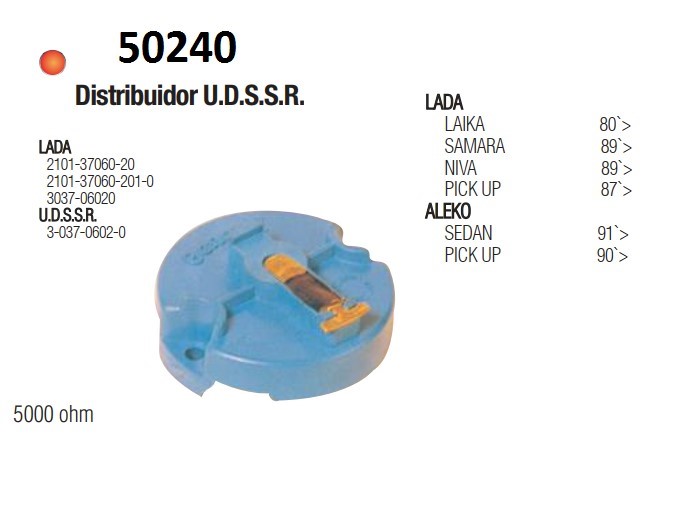 50240
Distribuidor U.D.S.S.R.
LADA
2101-37060-20
2101-37060-201-0
3037-06020
U.D.S.S.R.
3-037-0602-0
5000 ohm
LADA
LAIKA 80`>
SAMARA 89`>
NIVA 89`>
PICK UP 87`>
ALEKO
SEDAN 91`>
PICK UP 90`>